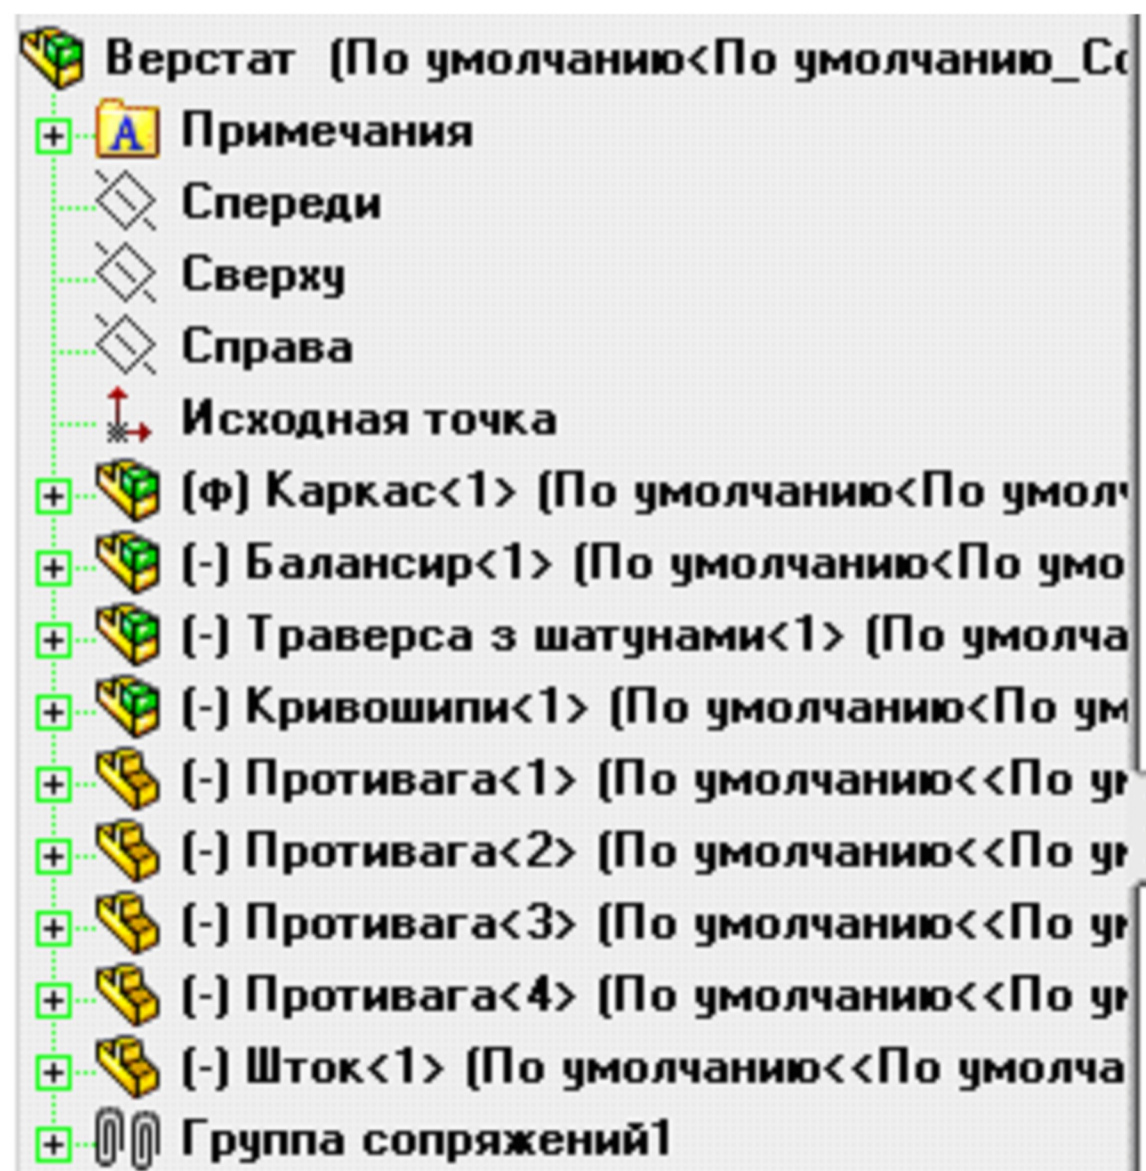 Верстат (По умолчанию<По умолчанию_Со
Примечания
Спереди
Сверху
Справа
Исходная точка
(ф) Каркас<1> (По умолчанию<По умолч
(-) Балансир<1> (По умолчанию<По умо
(-) Траверса з шатунами<1> (По умолча
(-) Кривошипи<1> (По умолчанию<По ум
(-) Противага<1> (По умолчанию<<По ум
(-) Противага<2> (По умолчанию<<По ум
(-) Противага<3> (По умолчанию<<По ум
(-) Противага<4> (По умолчанию<<По ум
(-) Шток<1> (По умолчанию<<По умолча
Группа сопряжений1